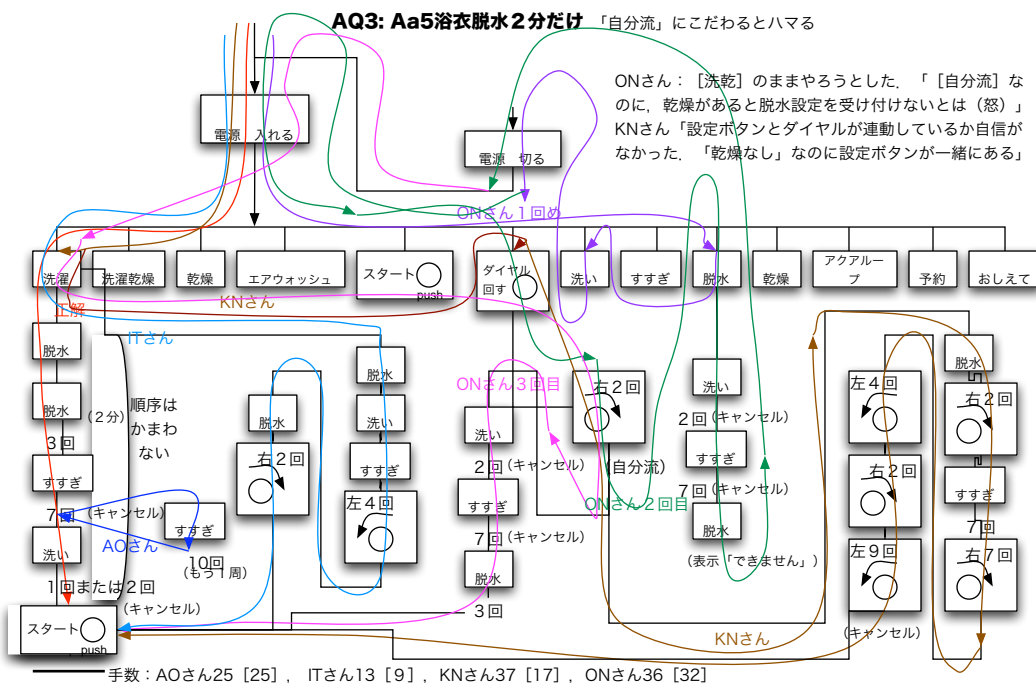 AQ3: Aa5浴衣脱水２分だけ 「自分流」にこだわるとハマる
ONさん：［洗乾］のままやろうとした．「［自分流］な
のに，乾燥があると脱水設定を受け付けないとは（怒）」
KNさん「設定ボタンとダイヤルが連動しているか自信が
なかった．「乾燥なし」なのに設定ボタンが一緒にある」
電源　入れる
電源　切る
ONさん１回め
洗濯
洗濯乾燥
乾燥
エアウォッシュ
スタート
push
ダイヤル
回す
洗い
すすぎ
脱水
乾燥
アクアルー
プ
予約
おしえて
KNさん
正解
ITさん
脱水
脱水
（２分）
順序は
かまわ
ない
３回
すすぎ
７回
（キャンセル）
すすぎ
AOさん
10回
（もう１周）
洗い
１回または２回
（キャンセル）
スタート
push
脱水
右２回
脱水
洗い
すすぎ
左４回
ONさん３回目
洗い
２回（キャンセル）
すすぎ
７回（キャンセル）
脱水
３回
右２回
（自分流）
ONさん２回目
洗い
２回（キャンセル）
すすぎ
７回（キャンセル）
脱水
（表示「できません」）
左４回
右２回
左９回
（キャンセル）
脱水
右２回
すすぎ
７回
右７回
KNさん
手数：AOさん25［25］，ITさん13［9］，KNさん37［17］，ONさん36［32］